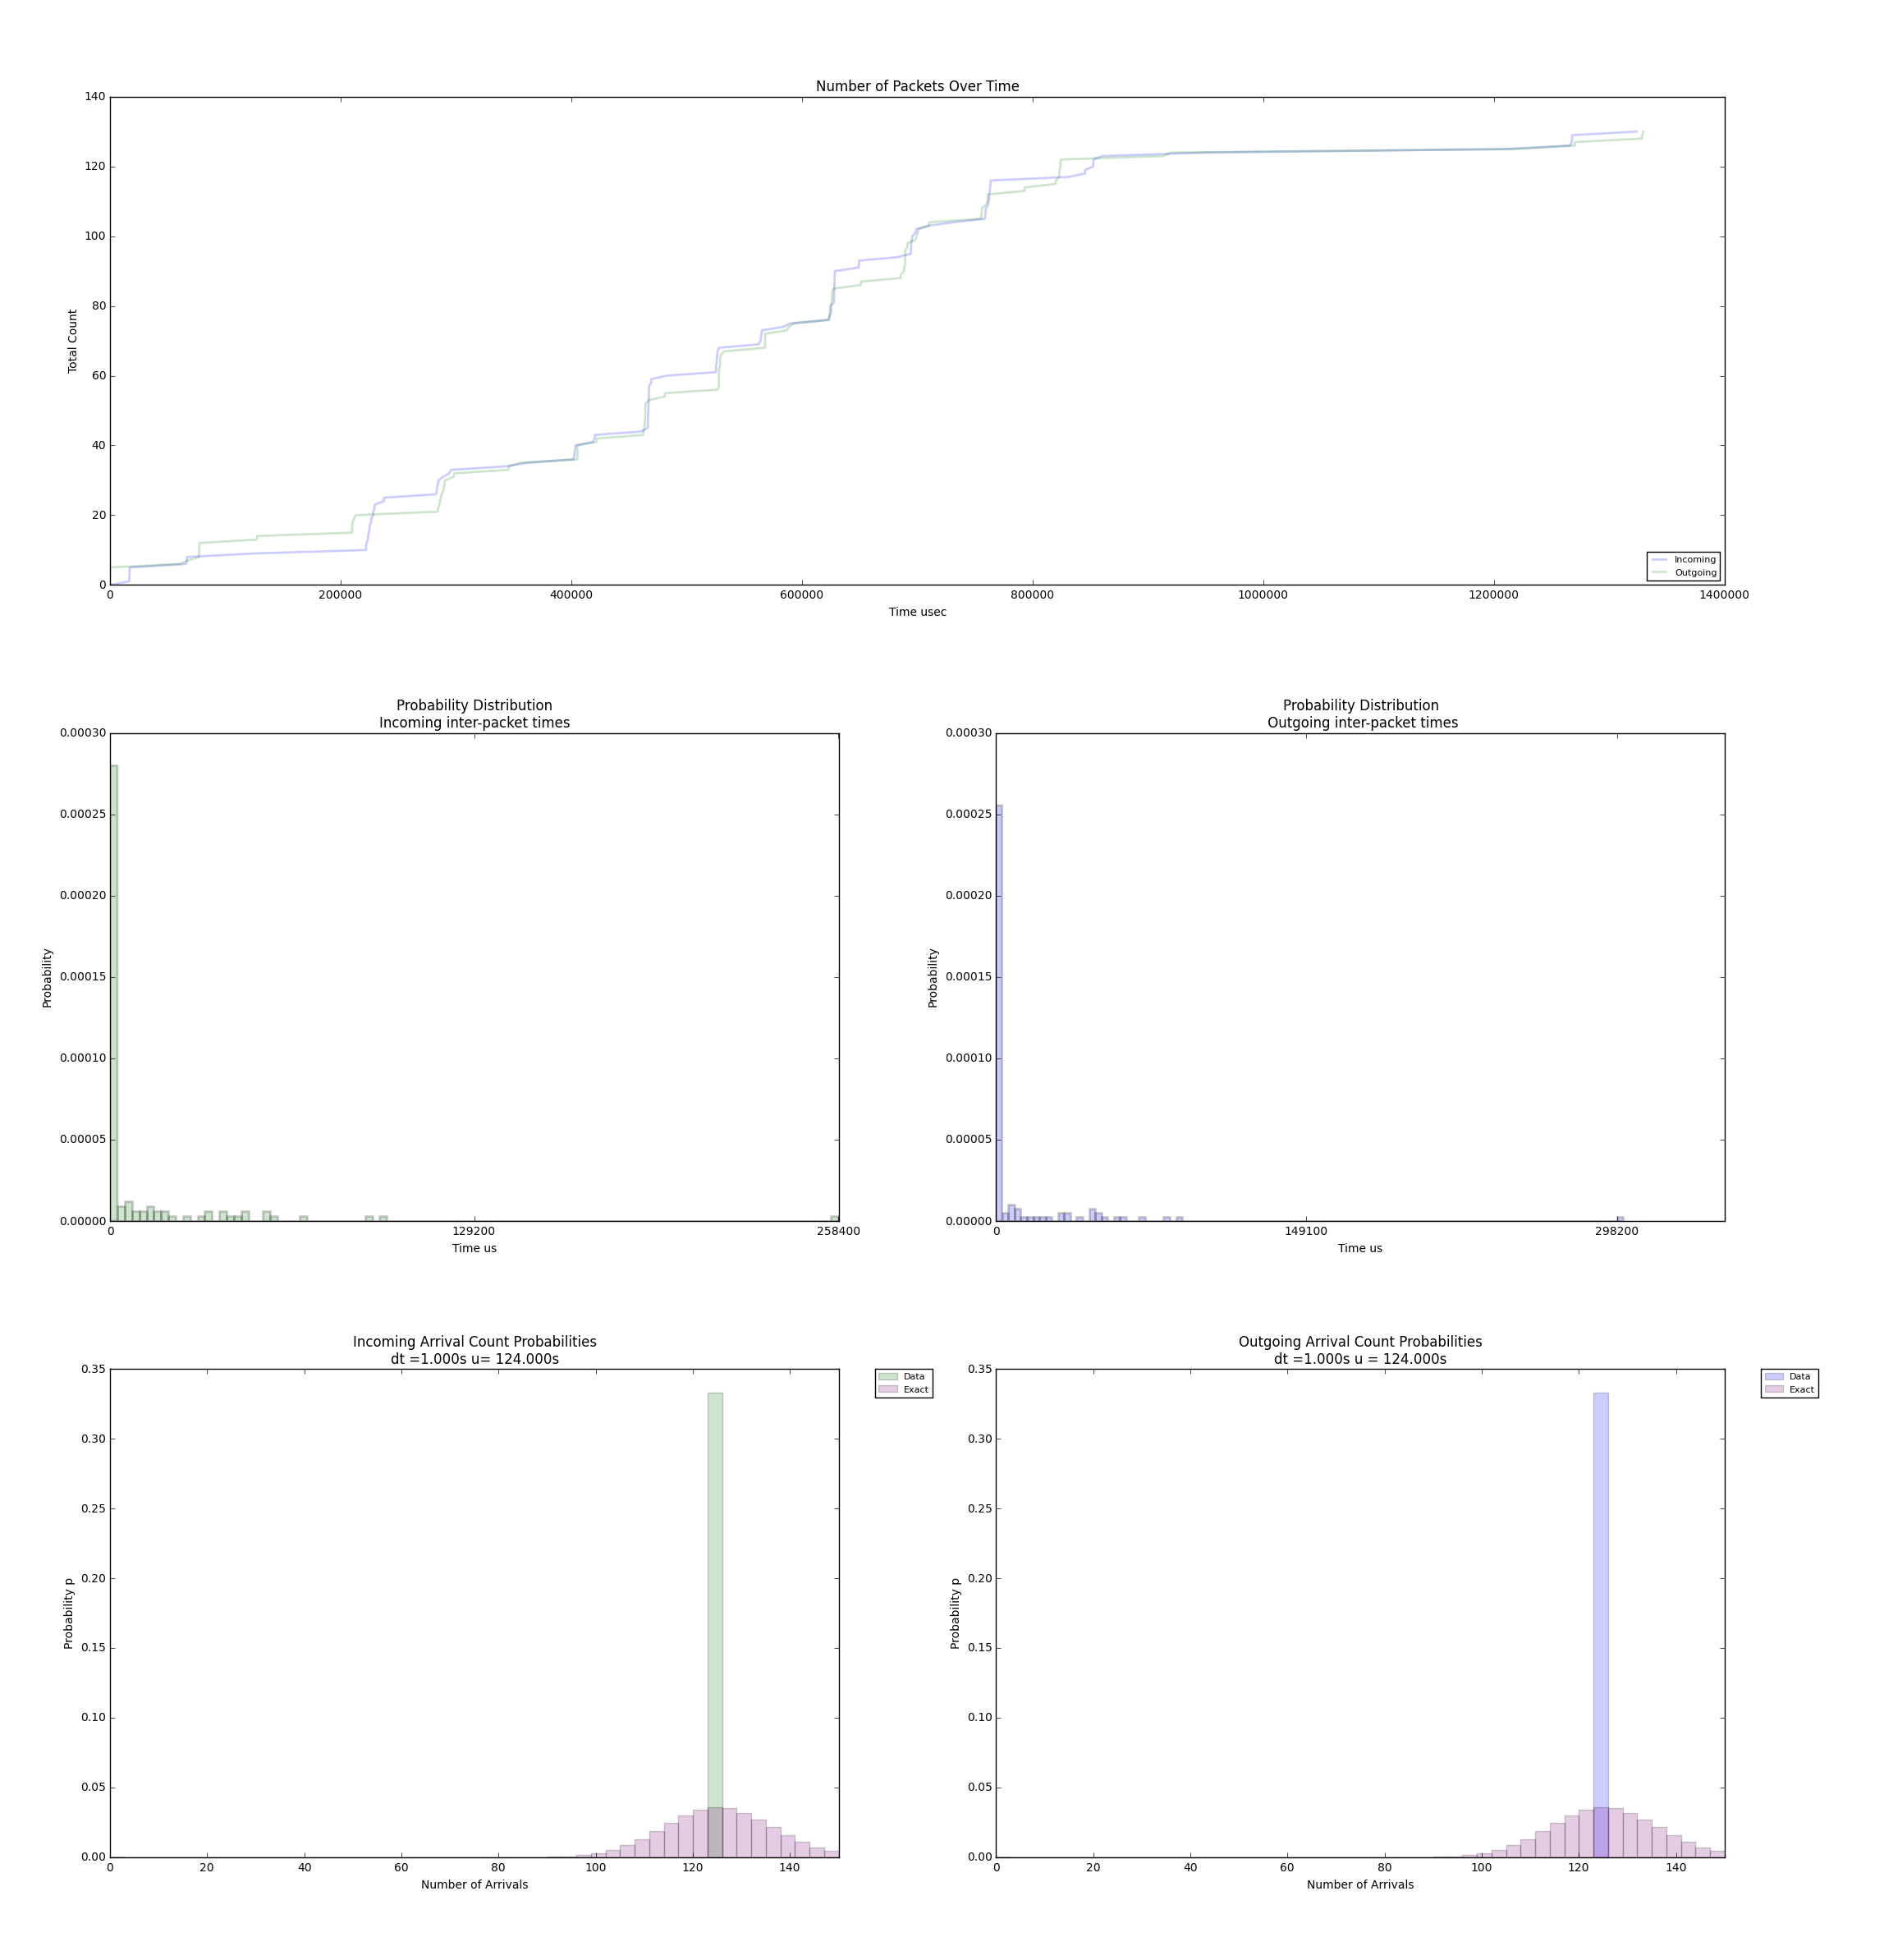 Number of Packets Over Time
140
120
100
80
60
40
20
0
Total Count
0 200000 400000 600000 800000 1000000 1200000 1400000
Time usec
Incoming
Outgoing
Probability Distribution
Incoming inter-packet times
0.00030
0.00025
0.00020
0.00015
0.00010
0.00005
0.00000
Probability
0 129200 258400
Time us
Probability Distribution
Outgoing inter-packet times
0.00030
0.00025
0.00020
0.00015
0.00010
0.00005
0.00000
Probability
0 149100 298200
Time us
Incoming Arrival Count Probabilities
dt =1.000s u= 124.000s
0.35
0.30
0.25
0.20
0.15
0.10
0.05
0.00
Probability p
0 20 40 60 80 100 120 140
Number of Arrivals
Data
Exact
Outgoing Arrival Count Probabilities
dt =1.000s u = 124.000s
0.35
0.30
0.25
0.20
0.15
0.10
0.05
0.00
Probability p
0 20 40 60 80 100 120 140
Number of Arrivals
Data
Exact